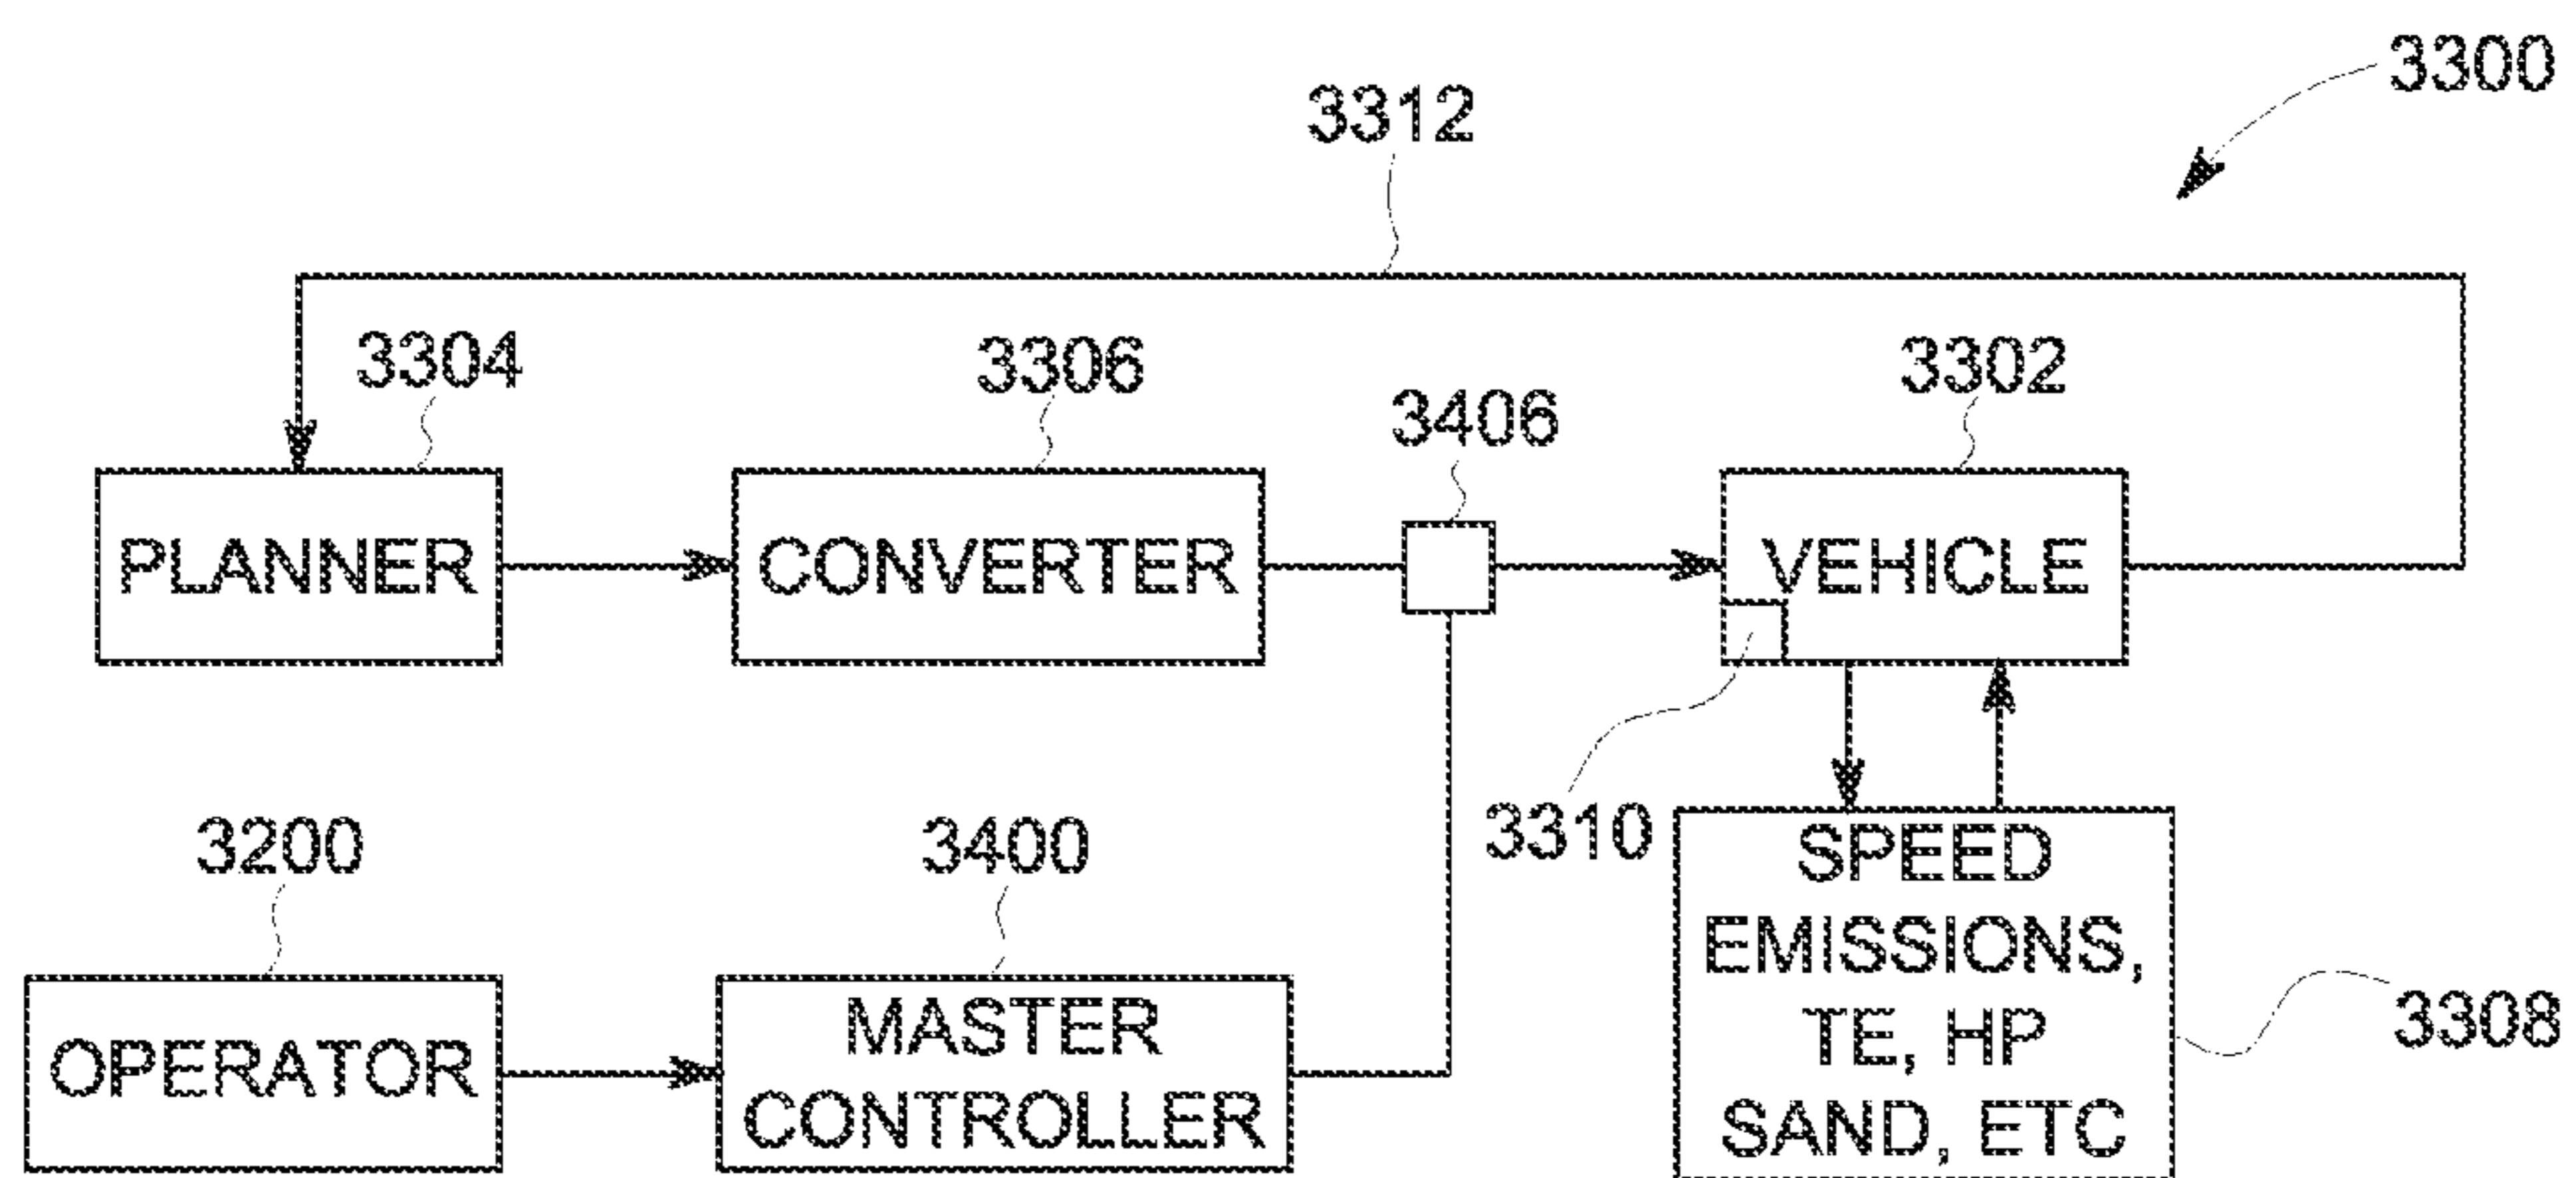 3300
3312
3304
3306
3406
3302
PLANNER
CONVERTER
VEHICLE
3310
3200
3400
OPERATOR
MASTER
CONTROLLER
SPEED
EMISSIONS,
TE, HP
SAND, ETC
3308